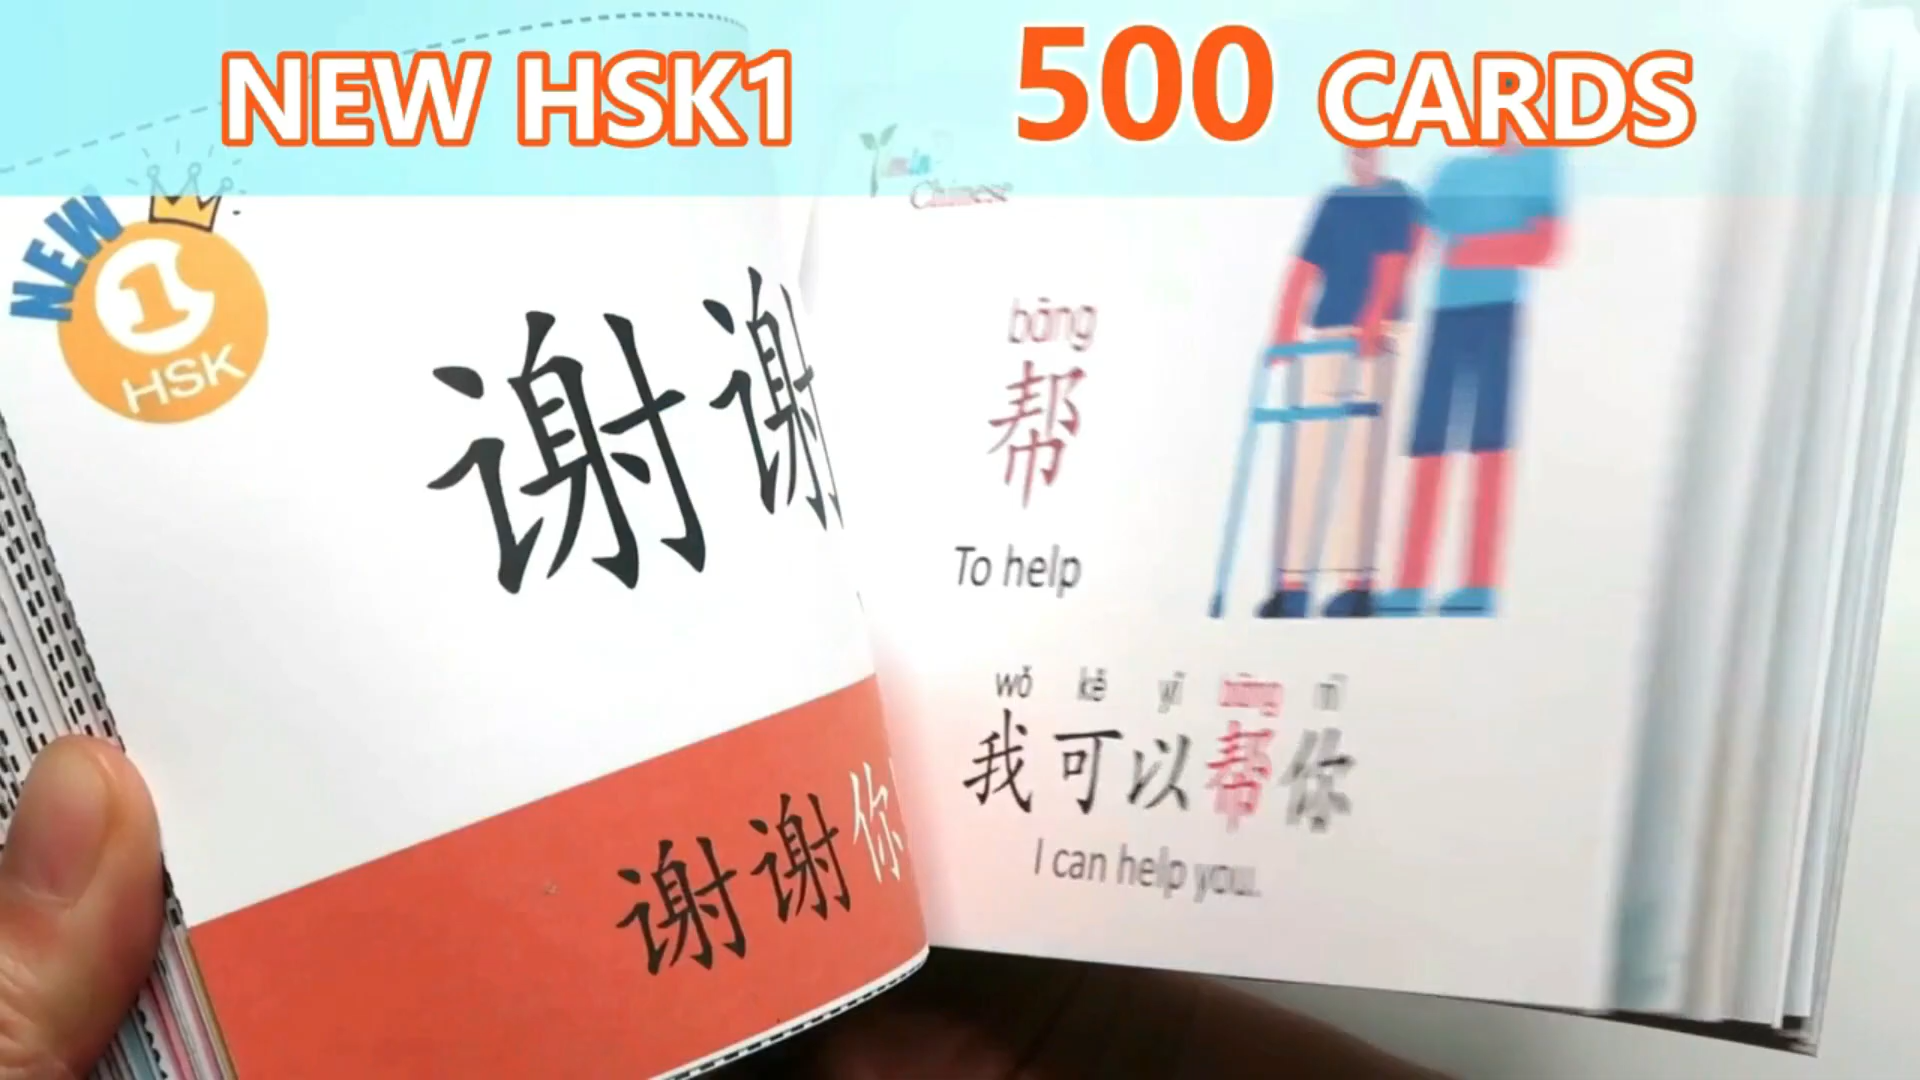 NEW HSK1 500 CARDS
NEW
1
HSK
谢谢
谢谢你
Chinese
bāng
帮
To help
wǒ kě yǐ bāng nǐ
我可以帮你
I can help you.